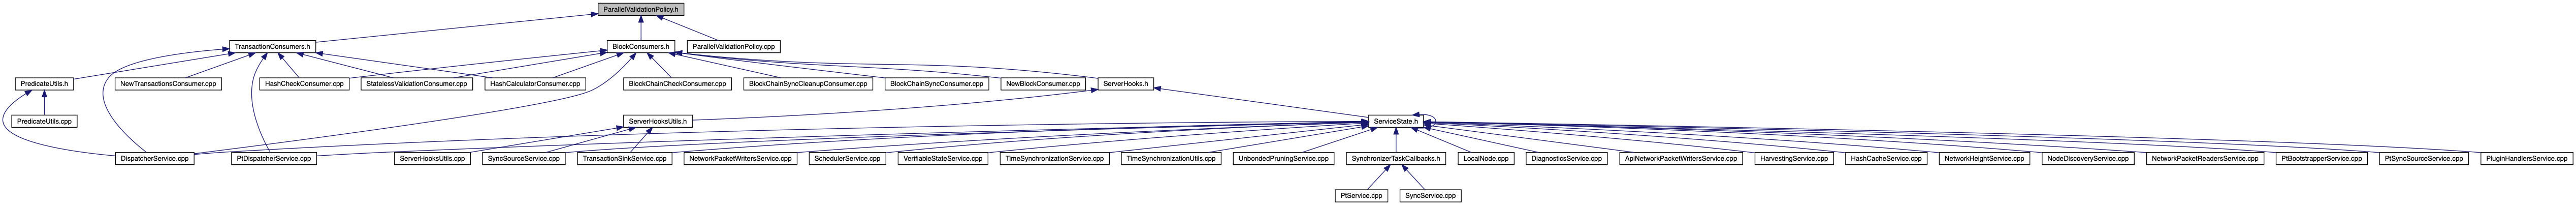 ParallelValidationPolicy.h
TransactionConsumers.h
BlockConsumers.h
ParallelValidationPolicy.cpp
PredicateUtils.h
NewTransactionsConsumer.cpp
HashCheckConsumer.cpp
StatelessValidationConsumer.cpp
HashCalculatorConsumer.cpp
BlockChainCheckConsumer.cpp
BlockChainSyncCleanupConsumer.cpp
BlockChainSyncConsumer.cpp
NewBlockConsumer.cpp
ServerHooks.h
PredicateUtils.cpp
ServerHooksUtils.h
ServiceState.h
DispatcherService.cpp
PtDispatcherService.cpp
ServerHooksUtils.cpp
SyncSourceService.cpp
TransactionSinkService.cpp
NetworkPacketWritersService.cpp
SchedulerService.cpp
VerifiableStateService.cpp
TimeSynchronizationService.cpp
TimeSynchronizationUtils.cpp
UnbondedPruningService.cpp
SynchronizerTaskCallbacks.h
LocalNode.cpp
DiagnosticsService.cpp
ApiNetworkPacketWritersService.cpp
HarvestingService.cpp
HashCacheService.cpp
NetworkHeightService.cpp
NodeDiscoveryService.cpp
NetworkPacketReadersService.cpp
PtBootstrapperService.cpp
PtSyncSourceService.cpp
PluginHandlersService.cpp
PtService.cpp
SyncService.cpp